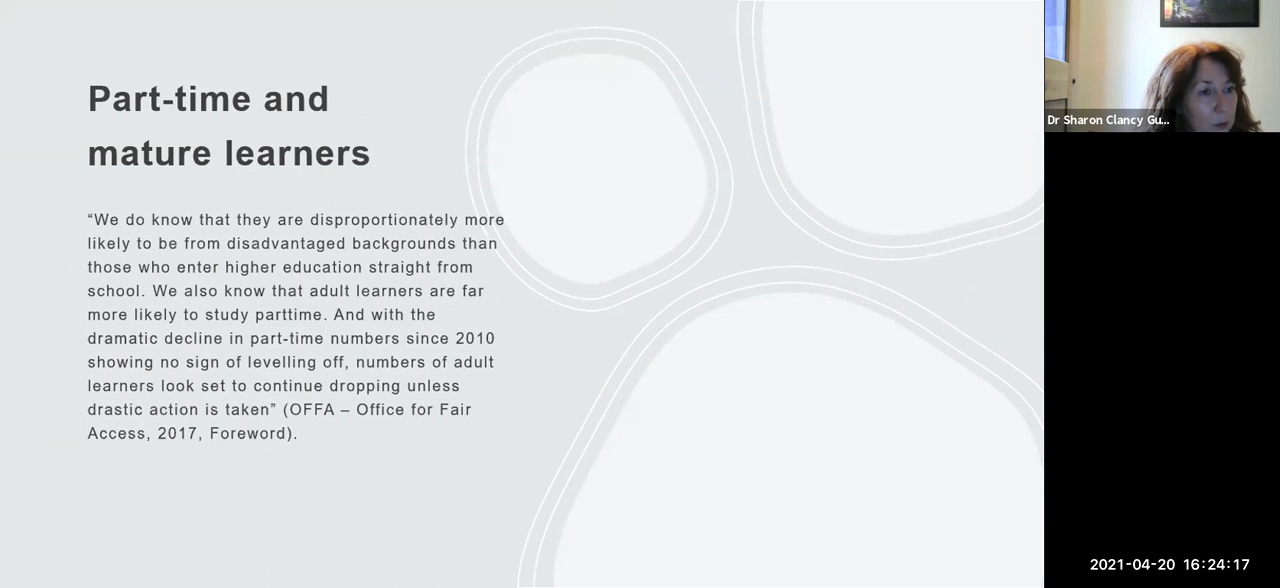 Part-time and
mature learners
“We do know that they are disproportionately more
likely to be from disadvantaged backgrounds than
those who enter higher education straight from
school. We also know that adult learners are far
more likely to study parttime. And with the
dramatic decline in part-time numbers since 2010
showing no sign of levelling off, numbers of adult
learners look set to continue dropping unless
drastic action is taken” (OFFA – Office for Fair
Access, 2017, Foreword).
Dr Sharon Clancy Gu...
2021-04-20 16:24:17